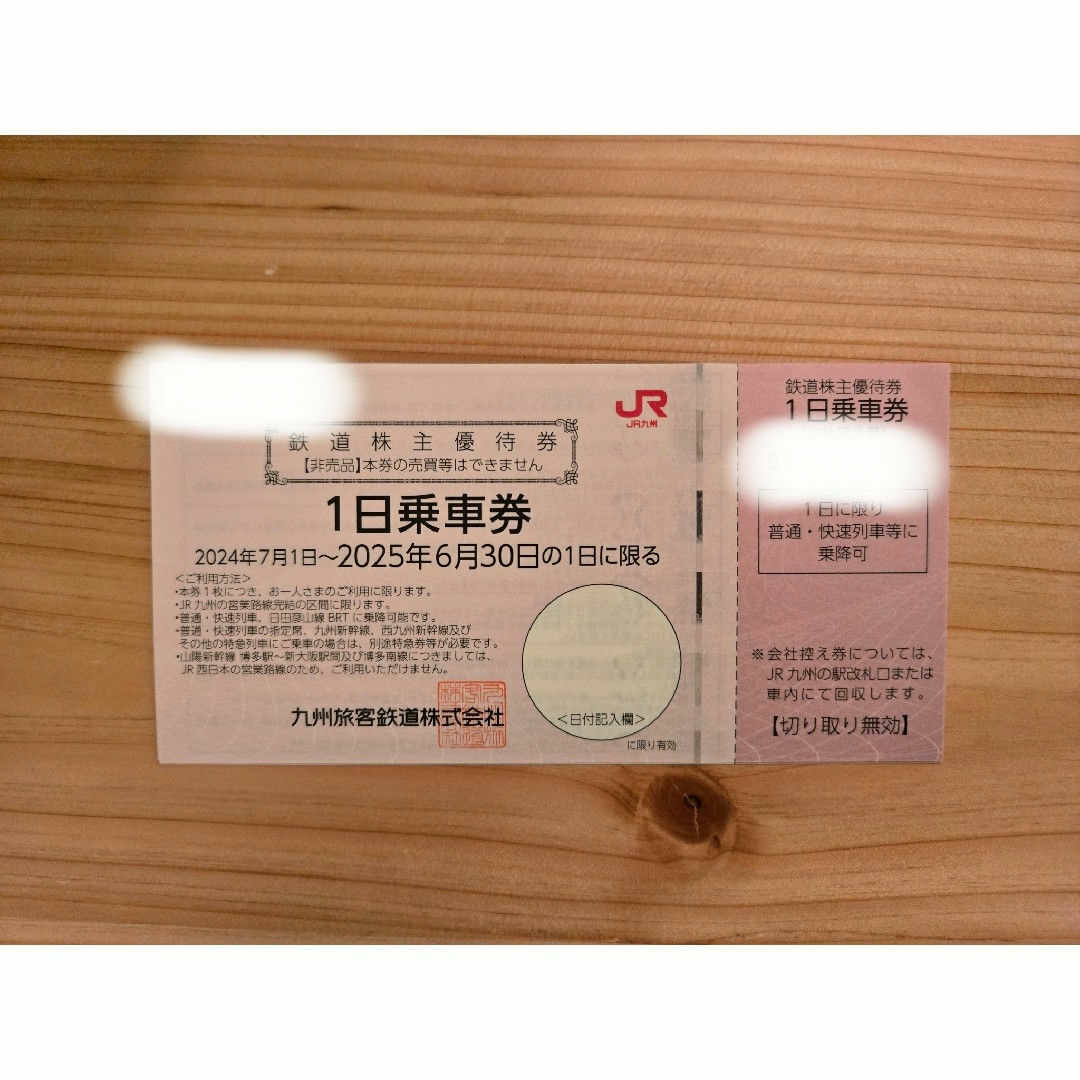 JR
JR九州
鉄道株主優待券
【非売品】本券の売買等はできません
1日乗車券
2024年7月1日～2025年6月30日の1日に限る
＜ご利用方法＞
・本券1枚につき、お一人さまのご利用に限ります。
・JR九州の営業路線完結の区間に限ります。
・普通・快速列車、日田彦山線BRTに乗降可能です。
・普通・快速列車の指定席、九州新幹線、西九州新幹線及び
その他の特急列車にご乗車の場合は、別途特急券等が必要です。
・山陽新幹線 博多駅～新大阪駅間及び博多南線につきましては、
JR西日本の営業路線のため、ご利用いただけません。
九州旅客鉄道株式会社
＜日付記入欄＞
に限り有効
鉄道株主優待券
1日乗車券
1日に限り
普通・快速列車等に
乗降可
※会社控え券については、
JR九州の駅改札口または
車内にて回収します。
【切り取り無効】